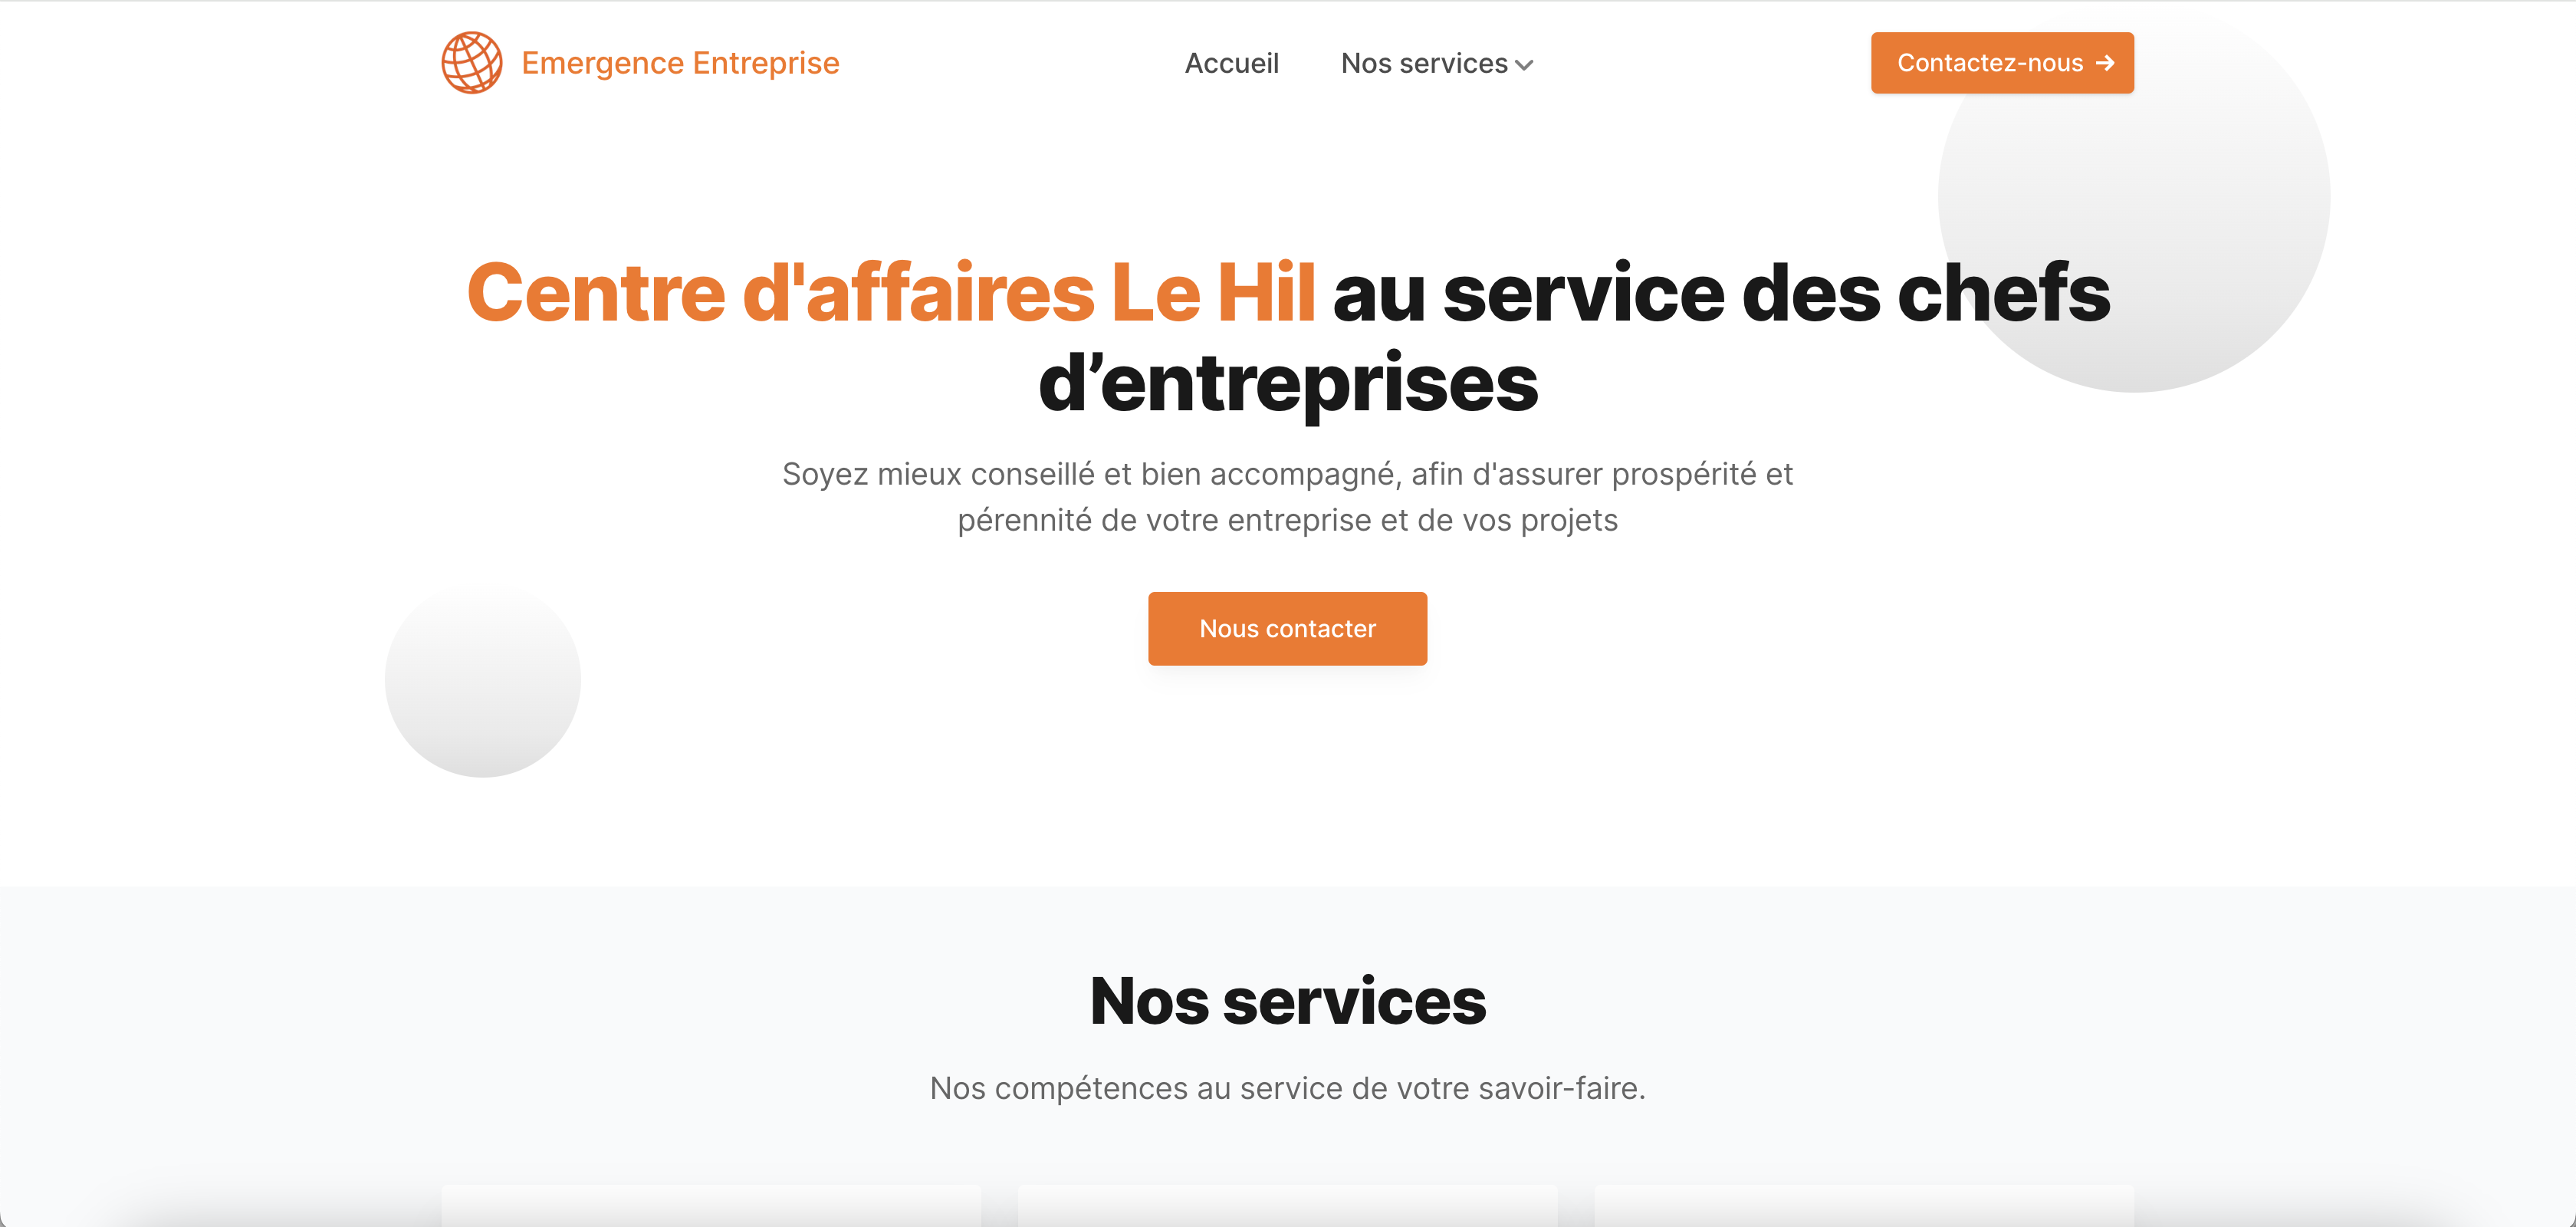 Emergence Entreprise
Accueil
Nos services
Contactez-nous →
Centre d'affaires Le Hil au service des chefs
d’entreprises
Soyez mieux conseillé et bien accompagné, afin d'assurer prospérité et
pérennité de votre entreprise et de vos projets
Nous contacter
Nos services
Nos compétences au service de votre savoir-faire.